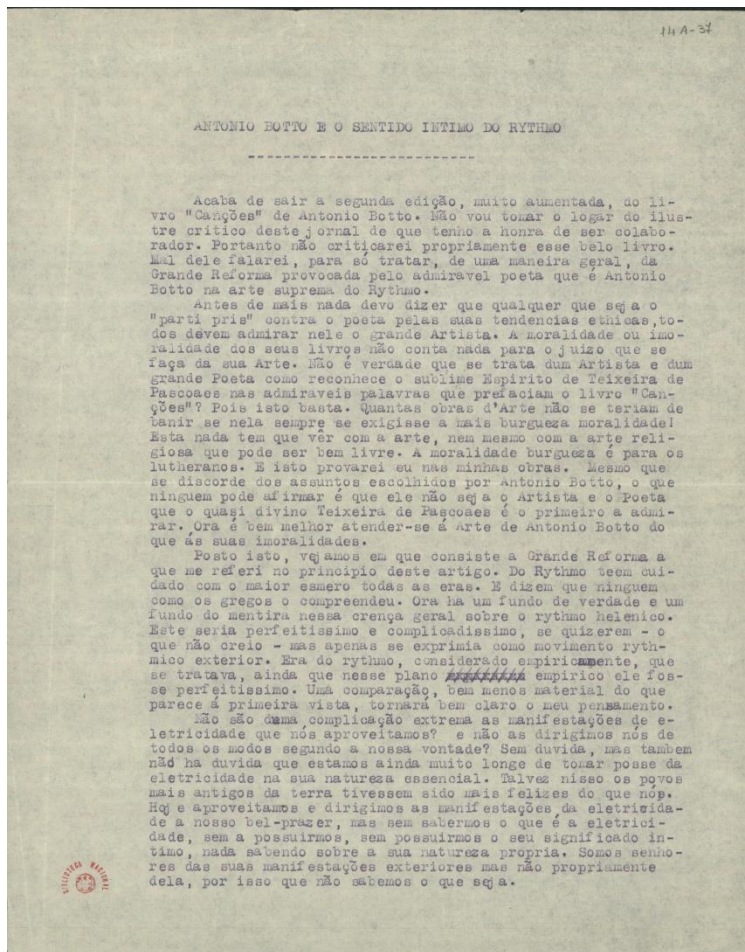 14A-37
ANTONIO BOTTO E O SENTIDO INTIMO DO RYTHMO
---------------------------
Acaba de sair a segunda edição, muito aumentada, do li-
vro "Canções" de Antonio Botto. Não vou tomar o logar do ilus-
tre critico deste jornal de que tenho a honra de ser colabo-
rador. Portanto não criticarei propriamente esse belo livro.
Mal dele falarei, para só tratar, de uma maneira geral, da
Grande Reforma provocada pelo admiravel poeta que é Antonio
Botto na arte suprema do Rythmo.
Antes de mais nada devo dizer que qualquer que seja o
"parti pris" contra o poeta pelas suas tendencias ethicas,to-
dos devem admirar nele o grande Artista. A moralidade ou imo-
ralidade dos seus livros não conta nada para o juizo que se
faça da sua Arte. Não é verdade que se trata dum Artista e dum
grande Poeta como reconhece o sublime Espirito de Teixeira de
Pascoaes nas admiraveis palavras que prefaciam o livro "Can-
ções"? Pois isto basta. Quantas obras d'Arte não se teriam de
banir se nela sempre se exigisse a mais burgueza moralidade!
Esta nada tem que vêr com a arte, nem mesmo com a arte reli-
giosa que pode ser bem livre. A moralidade burgueza é para os
lutheranos. E isto provarei eu nas minhas obras. Mesmo que
se discorde dos assuntos escolhidos por Antonio Botto, o que
ninguem pode afirmar é que ele não seja o Artista e o Poeta
que o quasi divino Teixeira de Pascoaes é o primeiro a admi-
rar. Ora é bem melhor atender-se á Arte de Antonio Botto do
que ás suas imoralidades.
Posto isto, vejamos em que consiste a Grande Reforma a
que me referi no principio deste artigo. Do Rythmo teem cui-
dado com o maior esmero todas as eras. E dizem que ninguem
como os gregos o compreendeu. Ora ha um fundo de verdade e um
fundo do mentira nessa crença geral sobre o rythmo helenico.
Este seria perfeitissimo e complicadissimo, se quizerem - o
que não creio - mas apenas se exprimia como movimento ryth-
mico exterior. Era do rythmo, considerado empiricamente, que
se tratava, ainda que nesse plano empirico ele fos-
se perfeitissimo. Uma comparação, bem menos material do que
parece á primeira vista, tornará bem claro o meu pensamento.
Não são duma complicação extrema as manifestações de e-
letricidade que nós aproveitamos? e não as dirigimos nós de
todos os modos segundo a nossa vontade? Sem duvida, mas tambem
não ha duvida que estamos ainda muito longe de tomar posse da
eletricidade na sua natureza essencial. Talvez nisso os povos
mais antigos da terra tivessem sido mais felizes do que nós.
Hoje aproveitamos e dirigimos as manifestações da eletricida-
de a nosso bel-prazer, mas sem sabermos o que é a eletrici-
dade, sem a possuirmos, sem possuirmos o seu significado in-
timo, nada sabendo sobre a sua natureza propria. Somos senho-
res das suas manifestações exteriores mas não propriamente
dela, por isso que não sabemos o que seja.
BIBLIOTECA NACIONAL